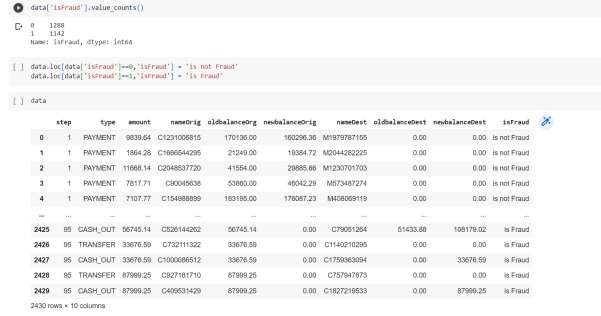 data['isFraud'].value_counts()
0    1288
1    1142
Name: isFraud, dtype: int64
[ ] data.loc[data['isFraud']==0,'isFraud'] = 'is not Fraud'
data.loc[data['isFraud']==1,'isFraud'] = 'is Fraud'
[ ] data
step type amount nameOrig oldbalanceOrg newbalanceOrig nameDest oldbalanceDest newbalanceDest isFraud
0 1 PAYMENT 9839.64 C1231006815 170136.00 160296.36 M1979787155 0.00 0.00 is not Fraud
1 1 PAYMENT 1864.28 C1666544295 21249.00 19384.72 M2044282225 0.00 0.00 is not Fraud
2 1 PAYMENT 11668.14 C2048537720 41554.00 29885.86 M1230701703 0.00 0.00 is not Fraud
3 1 PAYMENT 7817.71 C90045638 53860.00 46042.29 M573487274 0.00 0.00 is not Fraud
4 1 PAYMENT 7107.77 C154988899 183195.00 176087.23 M408069119 0.00 0.00 is not Fraud
... ... ... ... ... ... ... ... ... ... ...
2425 95 CASH_OUT 56745.14 C526144262 56745.14 0.00 C79051264 51433.88 108179.02 is Fraud
2426 95 TRANSFER 33676.59 C732111322 33676.59 0.00 C1140210295 0.00 0.00 is Fraud
2427 95 CASH_OUT 33676.59 C1000086512 33676.59 0.00 C1759363094 0.00 33676.59 is Fraud
2428 95 TRANSFER 87999.25 C927181710 87999.25 0.00 C757947873 0.00 0.00 is Fraud
2429 95 CASH_OUT 87999.25 C409531429 87999.25 0.00 C1827219533 0.00 87999.25 is Fraud
2430 rows × 10 columns